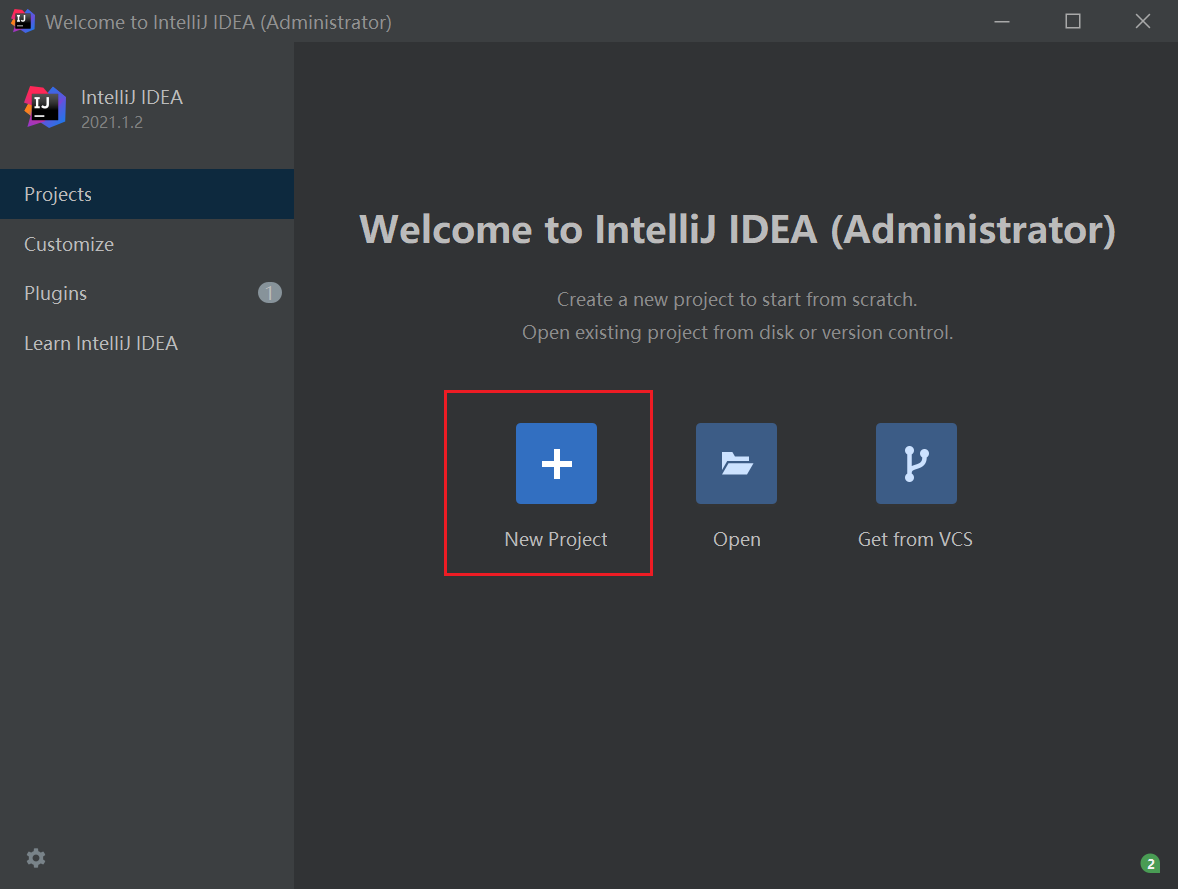 Welcome to IntelliJ IDEA (Administrator)
IJ
IntelliJ IDEA
2021.1.2
Projects
Customize
Plugins 1
Learn IntelliJ IDEA
Welcome to IntelliJ IDEA (Administrator)
Create a new project to start from scratch.
Open existing project from disk or version control.
New Project
Open
Get from VCS
2